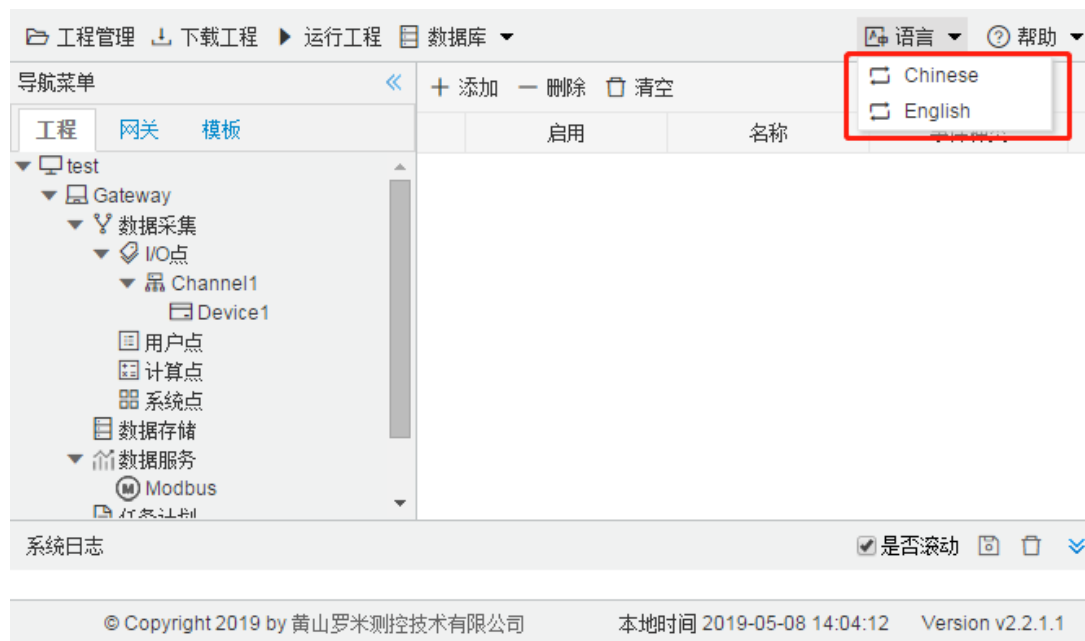 工程管理 下载工程 运行工程 数据库 语言 帮助
导航菜单
添加 删除 清空
Chinese
English
工程 网关 模板
启用 名称
test
Gateway
数据采集
I/O点
Channel1
Device1
用户点
计算点
系统点
数据存储
数据服务
Modbus
任务计划
系统日志 是否滚动
© Copyright 2019 by 黄山罗米测控技术有限公司 本地时间 2019-05-08 14:04:12 Version v2.2.1.1